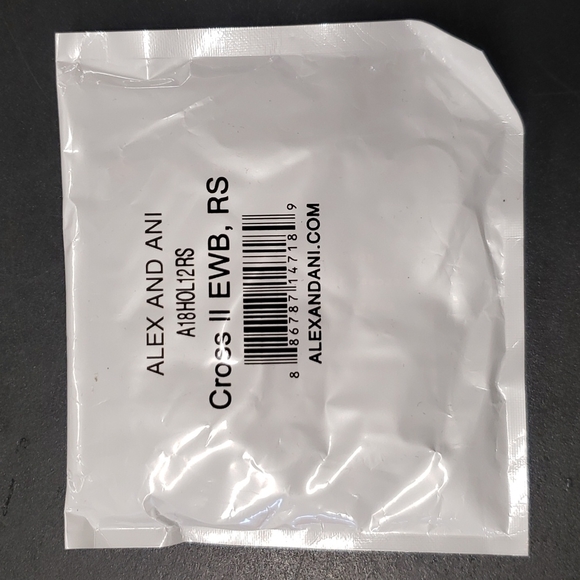 ALEX AND ANI
A18HOL12RS
Cross II EWB, RS
8 86787 14718 9
ALEXANDANI.COM